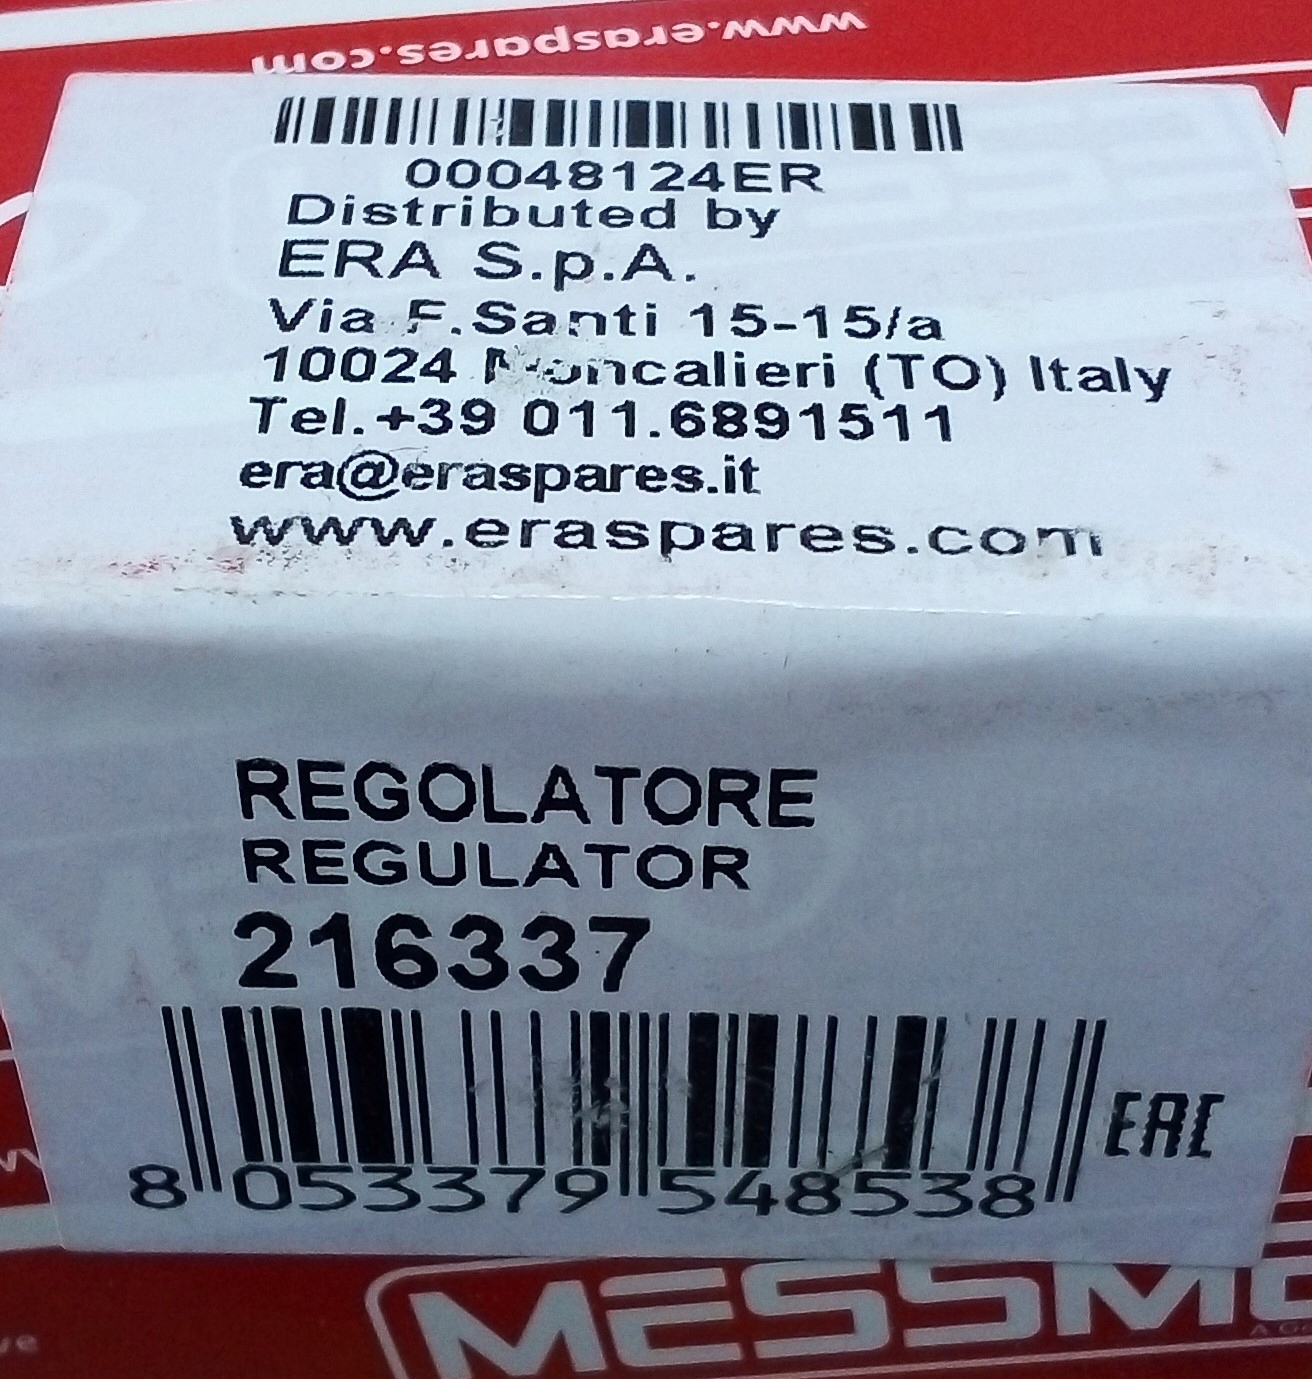 www.eraspares.com
00048124ER
Distributed by
ERA S.p.A.
Via F.Santi 15-15/a
10024 Moncalieri (TO) Italy
Tel.+39 011.6891511
era@eraspares.it
www.eraspares.com
REGOLATORE
REGULATOR
216337
8 053379 548538
EAC